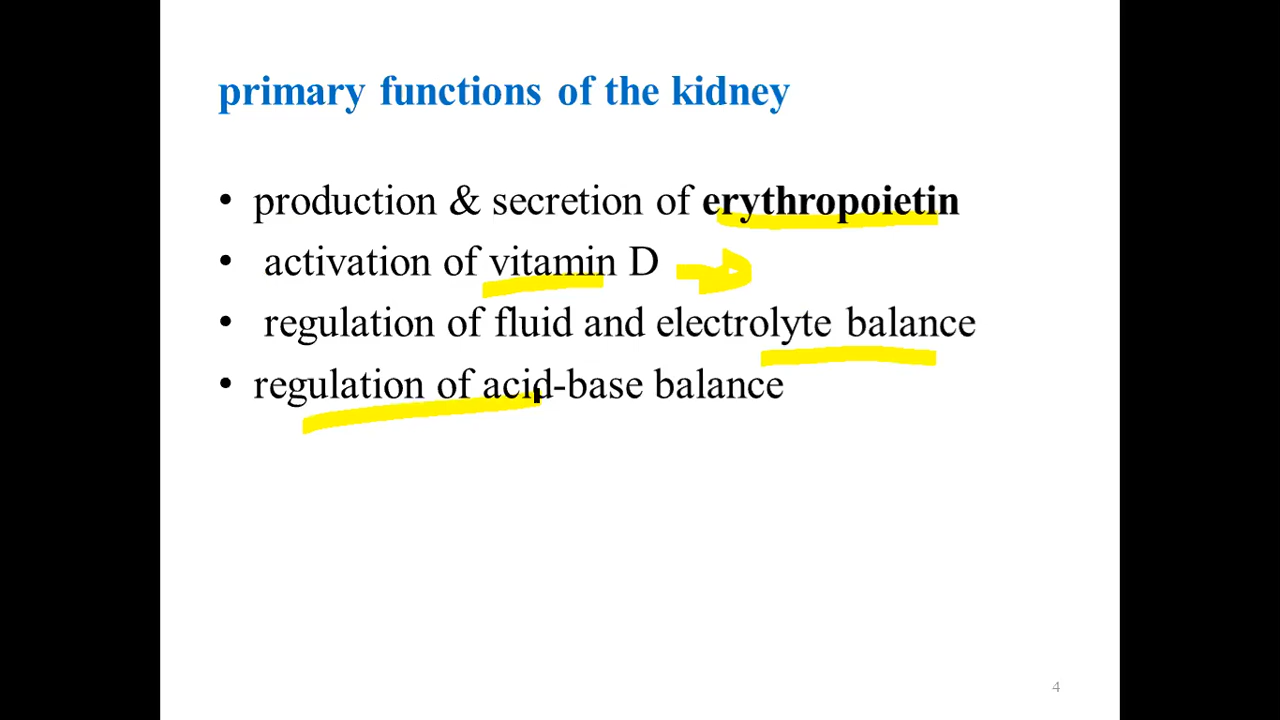 primary functions of the kidney
• production & secretion of erythropoietin
• activation of vitamin D
• regulation of fluid and electrolyte balance
• regulation of acid-base balance
4